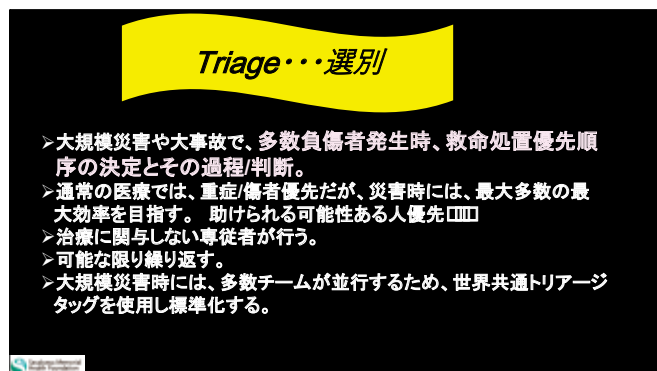 Triage・・・選別
➢大規模災害や大事故で、多数負傷者発生時、救命処置優先順
序の決定とその過程/判断。
➢通常の医療では、重症/傷者優先だが、災害時には、最大多数の最
大効率を目指す。 助けられる可能性ある人優先
➢治療に関与しない専従者が行う。
➢可能な限り繰り返す。
➢大規模災害時には、多数チームが並行するため、世界共通トリアージ
タッグを使用し標準化する。
Sasakawa Memorial
Health Foundation